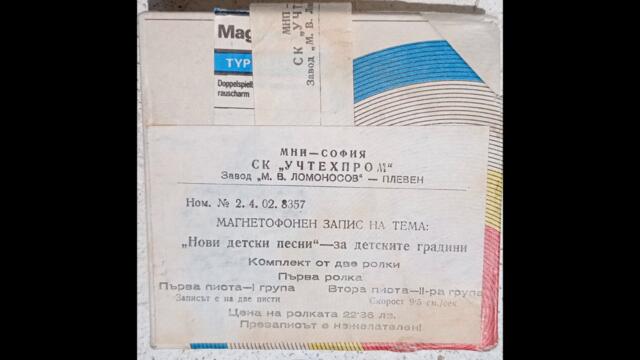 Mag
TYP
Doppelspiel
rauscharm
МНП—
СК „УЧТ
Завод „М. В. Ло
МНИ—СОФИЯ
СК „УЧТЕХПРОМ“
Завод „М. В. ЛОМОНОСОВ“ — ПЛЕВЕН
Ном. № 2. 4. 02. 8357
МАГНЕТОФОНЕН ЗАПИС НА ТЕМА:
„Нови детски песни“—за детските градини
Комплект от две ролки
Първа ролка
Първа писта—I група Втора писта—II-ра група
Записът е на две писти Скорост 9·5 см./сек.
Цена на ролката 22·36 лв.
Презаписът е нежелателен!